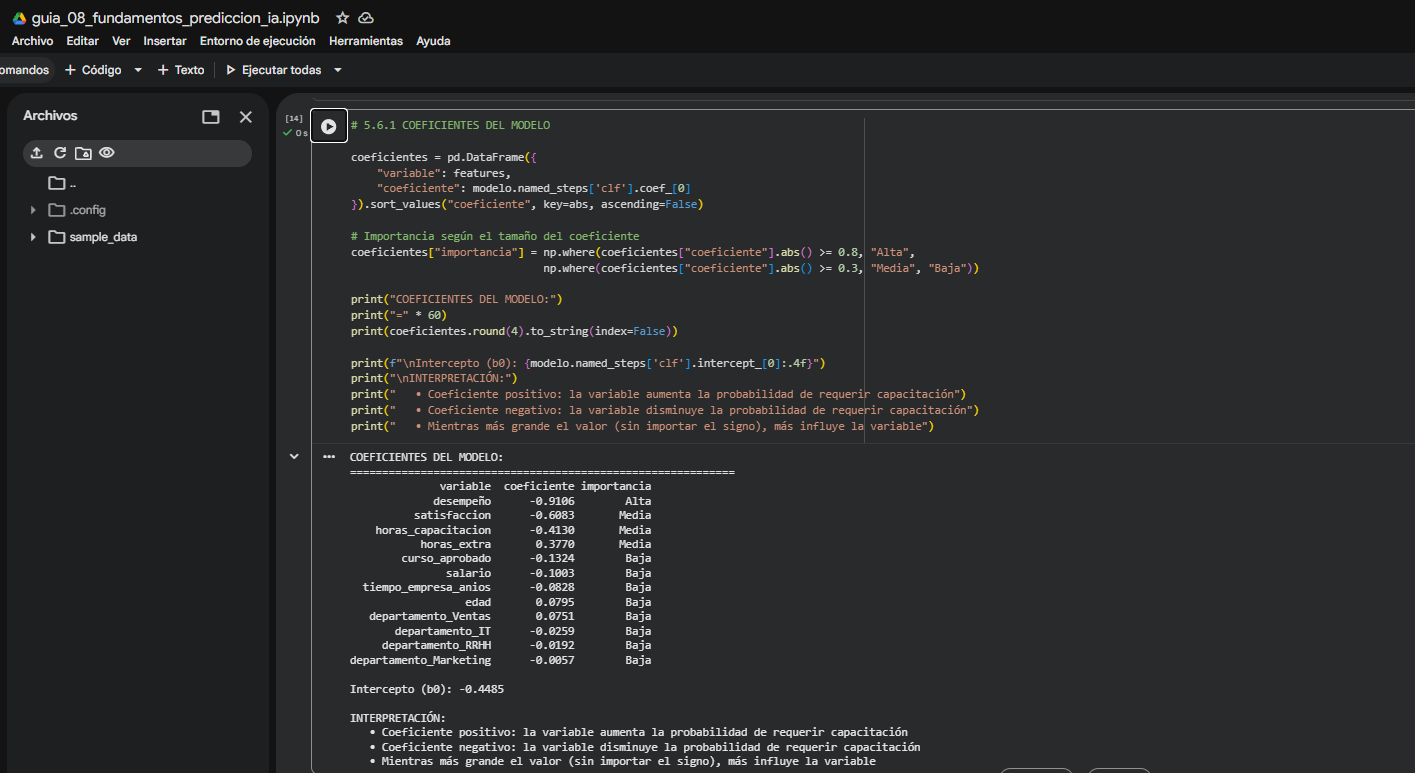 guia_08_fundamentos_prediccion_ia.ipynb
Archivo Editar Ver Insertar Entorno de ejecución Herramientas Ayuda
omandos + Código + Texto Ejecutar todas
Archivos
..
.config
sample_data
[14]
0 s
# 5.6.1 COEFICIENTES DEL MODELO
coeficientes = pd.DataFrame({
    "variable": features,
    "coeficiente": modelo.named_steps['clf'].coef_[0]
}).sort_values("coeficiente", key=abs, ascending=False)
# Importancia según el tamaño del coeficiente
coeficientes["importancia"] = np.where(coeficientes["coeficiente"].abs() >= 0.8, "Alta",
                              np.where(coeficientes["coeficiente"].abs() >= 0.3, "Media", "Baja"))
print("COEFICIENTES DEL MODELO:")
print("=" * 60)
print(coeficientes.round(4).to_string(index=False))
print(f"\nIntercepto (b0): {modelo.named_steps['clf'].intercept_[0]:.4f}")
print("\nINTERPRETACIÓN:")
print("   • Coeficiente positivo: la variable aumenta la probabilidad de requerir capacitación")
print("   • Coeficiente negativo: la variable disminuye la probabilidad de requerir capacitación")
print("   • Mientras más grande el valor (sin importar el signo), más influye la variable")
COEFICIENTES DEL MODELO:
============================================================
variable coeficiente importancia
desempeño -0.9106 Alta
satisfaccion -0.6083 Media
horas_capacitacion -0.4130 Media
horas_extra 0.3770 Media
curso_aprobado -0.1324 Baja
salario -0.1003 Baja
tiempo_empresa_anios -0.0828 Baja
edad 0.0795 Baja
departamento_Ventas 0.0751 Baja
departamento_IT -0.0259 Baja
departamento_RRHH -0.0192 Baja
departamento_Marketing -0.0057 Baja
Intercepto (b0): -0.4485
INTERPRETACIÓN:
   • Coeficiente positivo: la variable aumenta la probabilidad de requerir capacitación
   • Coeficiente negativo: la variable disminuye la probabilidad de requerir capacitación
   • Mientras más grande el valor (sin importar el signo), más influye la variable